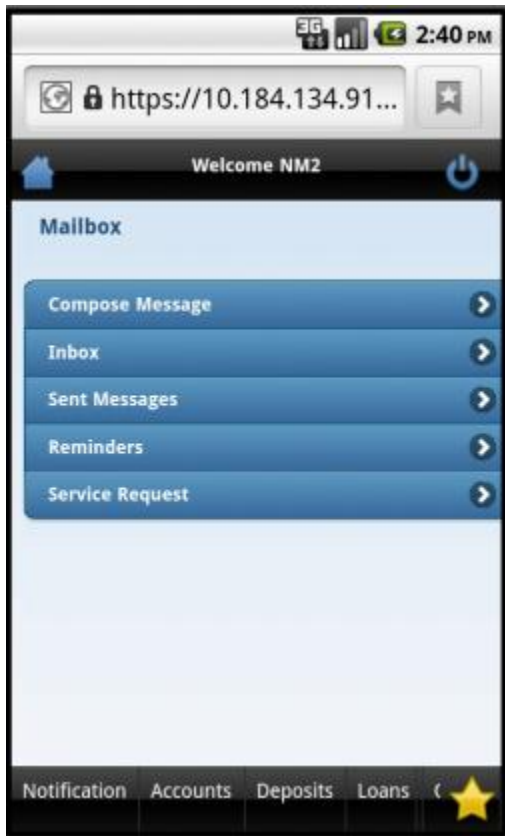 3G 2:40 PM
https://10.184.134.91...
Welcome NM2
Mailbox
Compose Message
Inbox
Sent Messages
Reminders
Service Request
Notification Accounts Deposits Loans